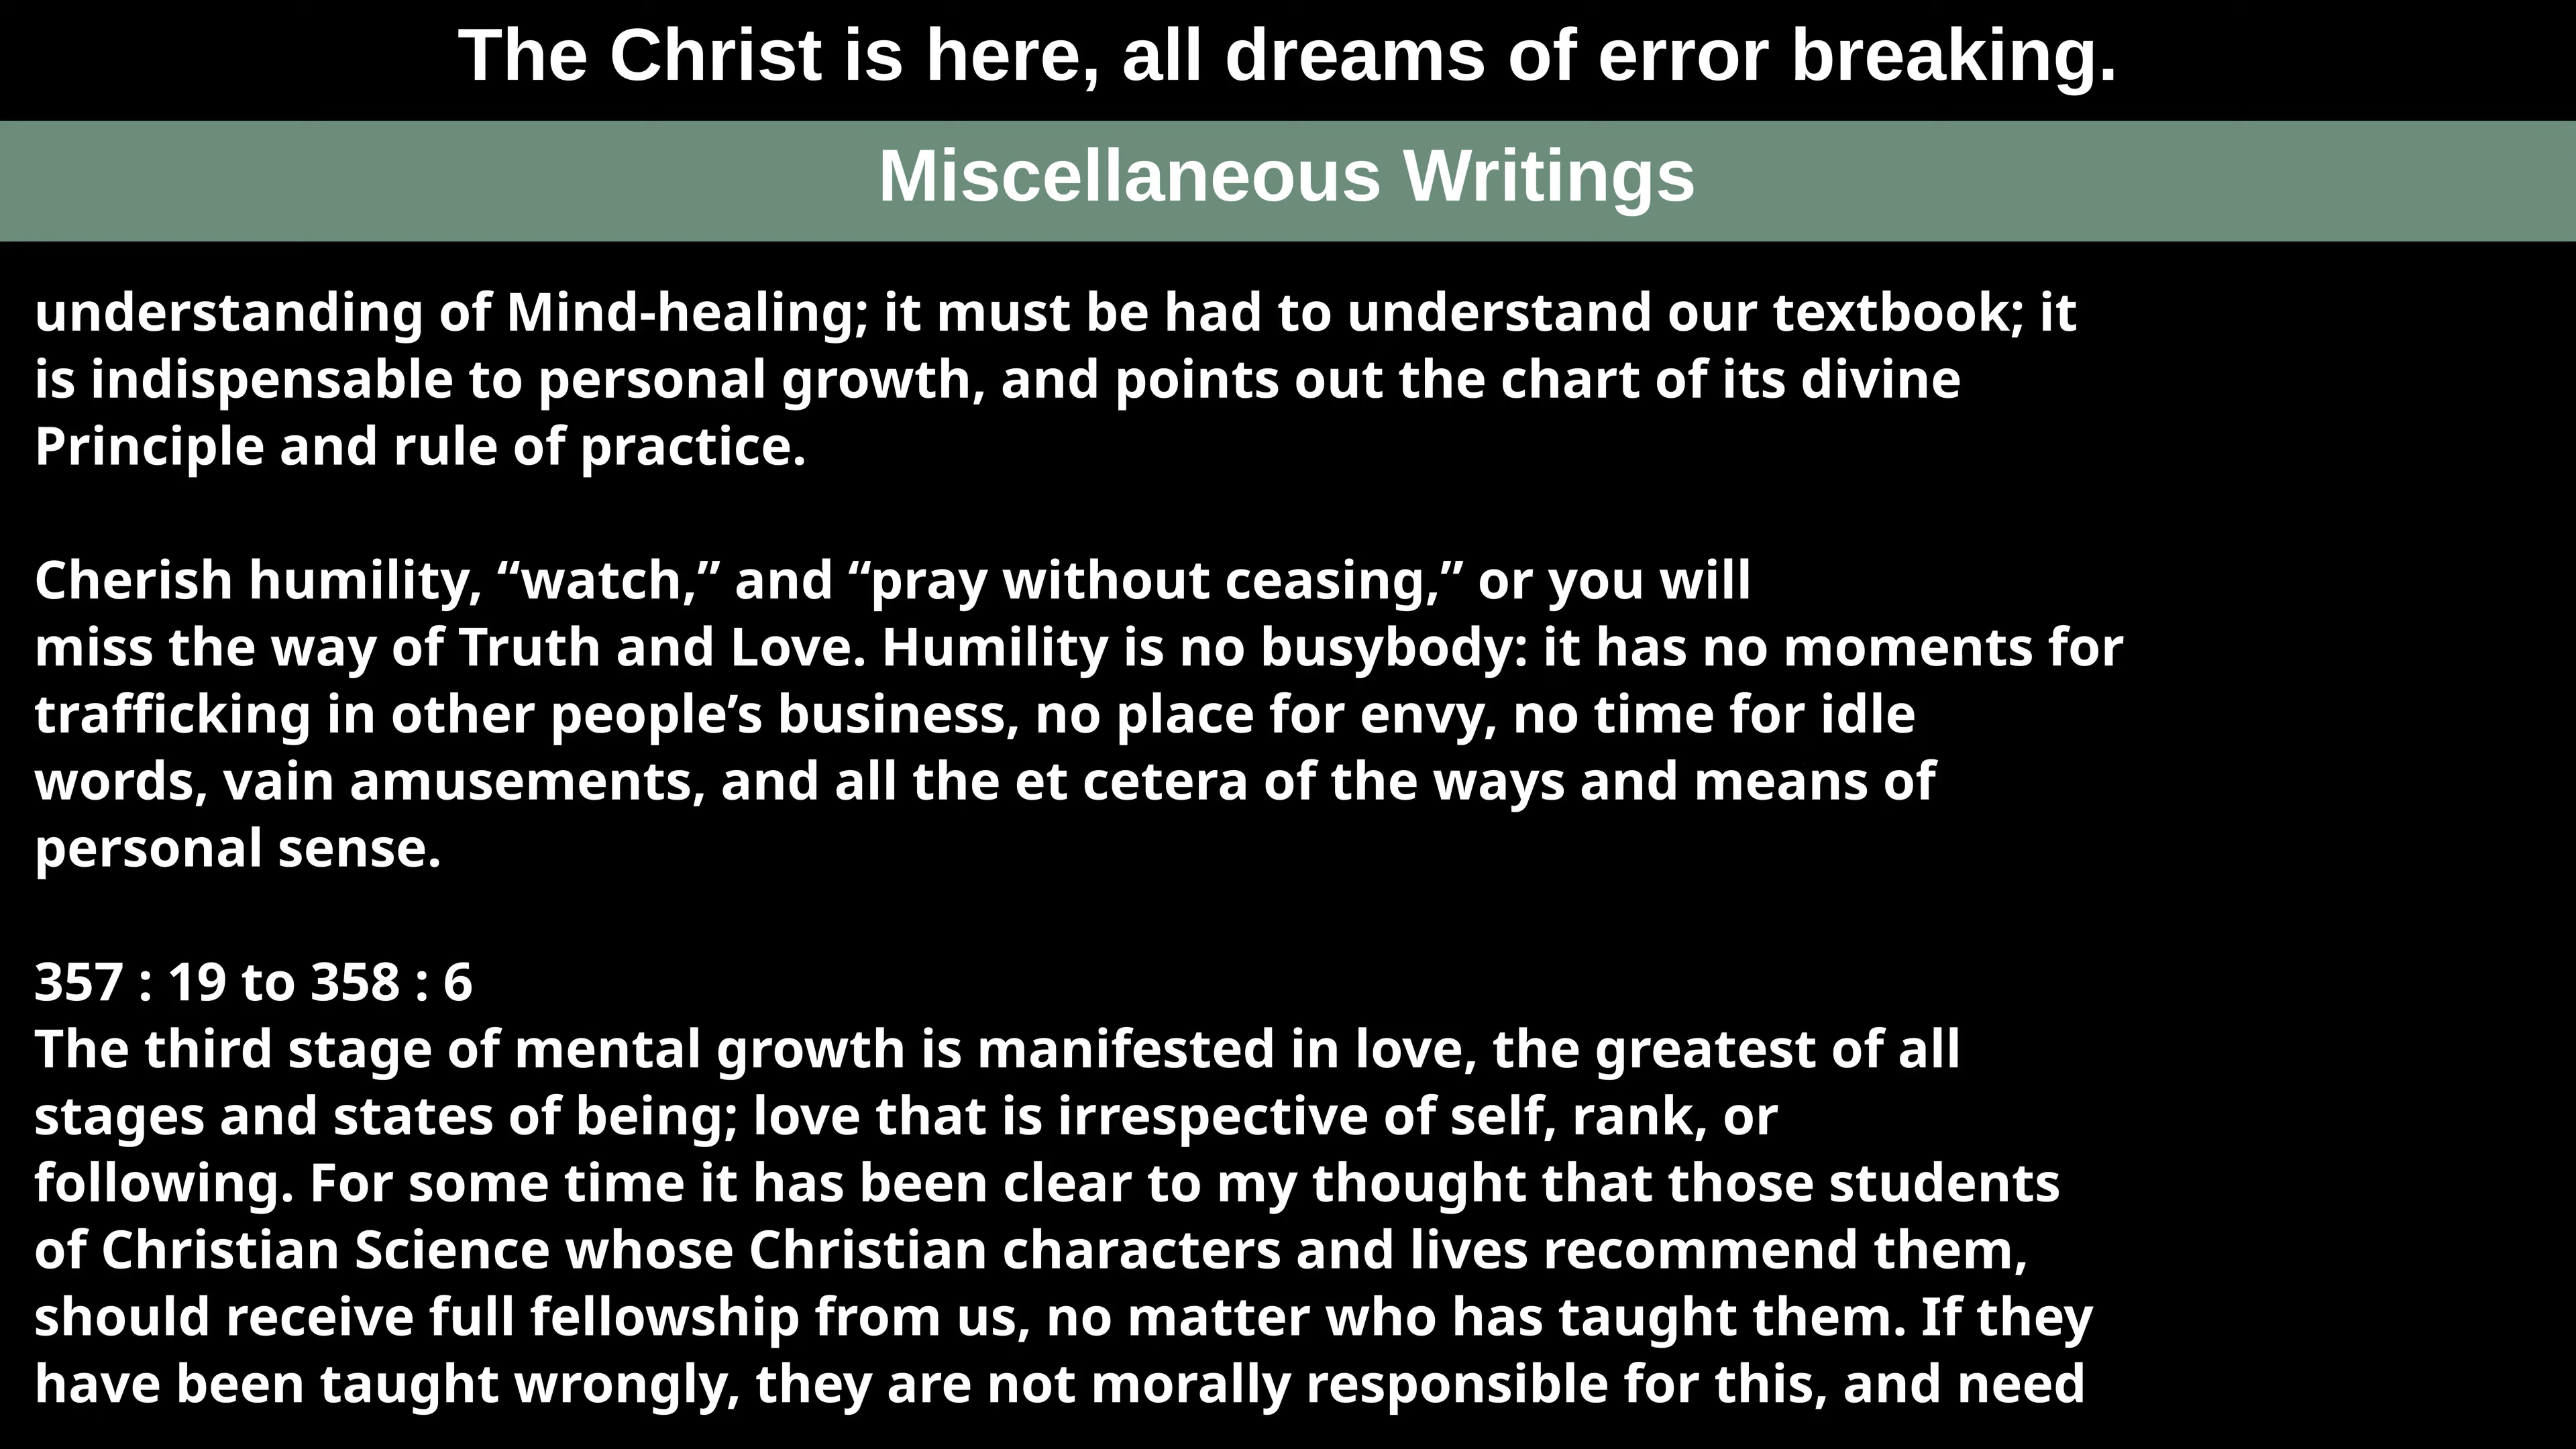 The Christ is here, all dreams of error breaking.
Miscellaneous Writings
understanding of Mind-healing; it must be had to understand our textbook; it
is indispensable to personal growth, and points out the chart of its divine
Principle and rule of practice.
Cherish humility, “watch,” and “pray without ceasing,” or you will
miss the way of Truth and Love. Humility is no busybody: it has no moments for
trafficking in other people’s business, no place for envy, no time for idle
words, vain amusements, and all the et cetera of the ways and means of
personal sense.
357 : 19 to 358 : 6
The third stage of mental growth is manifested in love, the greatest of all
stages and states of being; love that is irrespective of self, rank, or
following. For some time it has been clear to my thought that those students
of Christian Science whose Christian characters and lives recommend them,
should receive full fellowship from us, no matter who has taught them. If they
have been taught wrongly, they are not morally responsible for this, and need